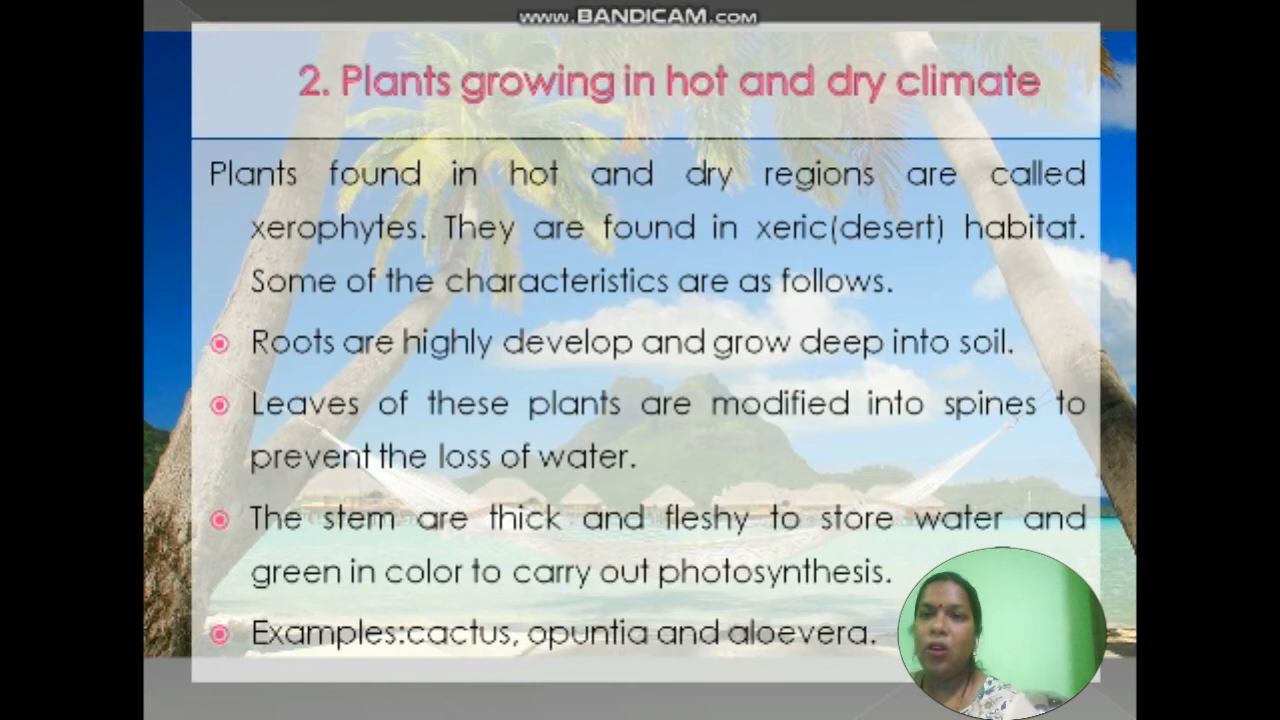 www.BANDICAM.com
2. Plants growing in hot and dry climate
Plants found in hot and dry regions are called
xerophytes. They are found in xeric(desert) habitat.
Some of the characteristics are as follows.
Roots are highly develop and grow deep into soil.
Leaves of these plants are modified into spines to
prevent the loss of water.
The stem are thick and fleshy to store water and
green in color to carry out photosynthesis.
Examples:cactus, opuntia and aloevera.